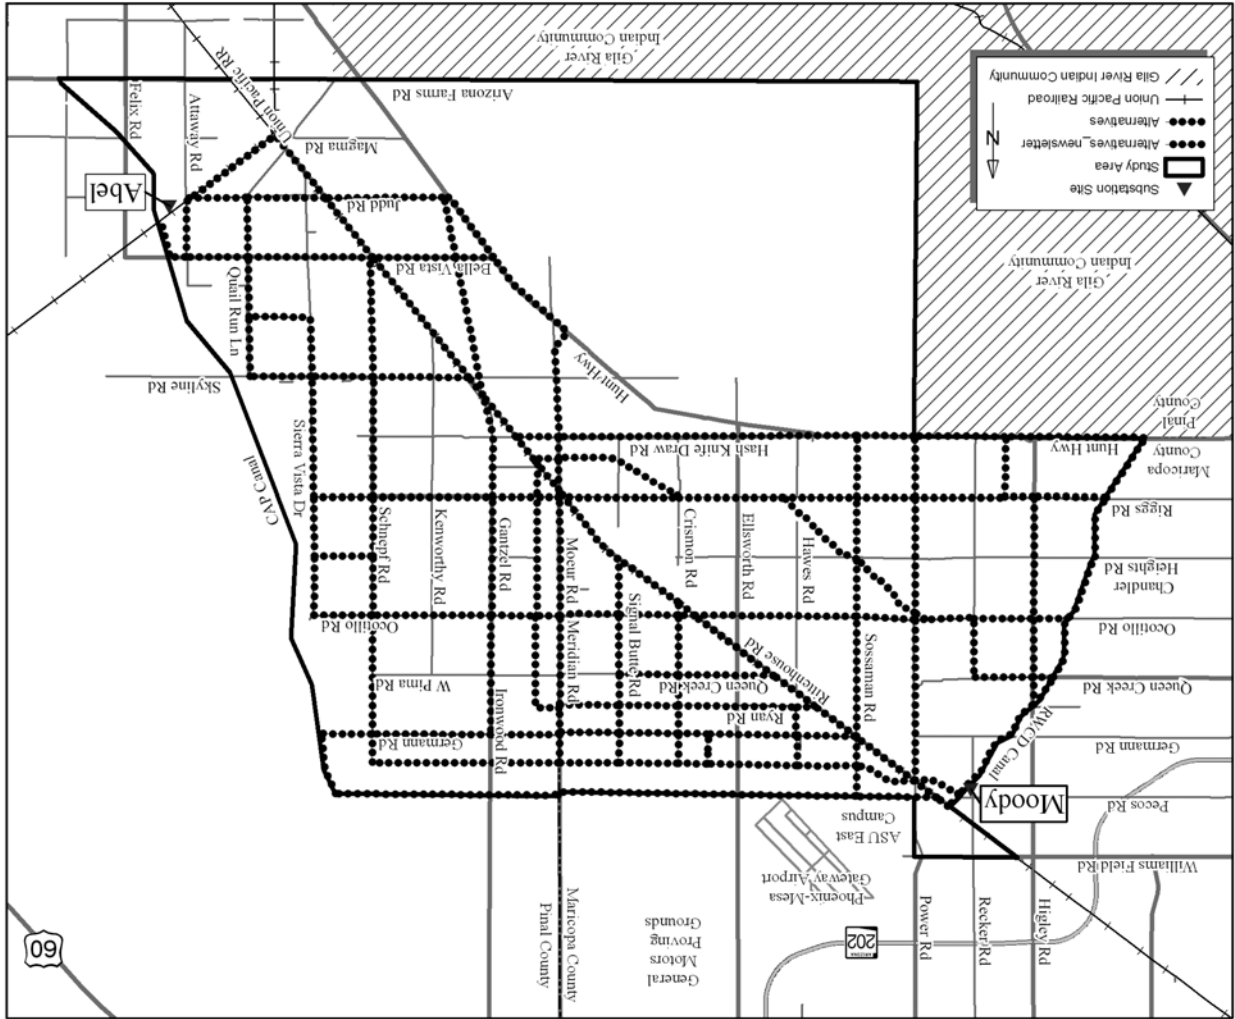 60
ARIZONA
202
General
Motors
Proving
Grounds
Higley Rd
Recker Rd
Power Rd
Maricopa County
Pinal County
Phoenix-Mesa
Gateway Airport
Williams Field Rd
ASU East
Campus
Pecos Rd
Moody
Germann Rd
RWCD Canal
Germann Rd
Ryan Rd
Ironwood Rd
Queen Creek Rd
Queen Creek Rd
W Pima Rd
Rittenhouse Rd
Sossaman Rd
Signal Butte Rd
Meridian Rd
Ocotillo Rd
Ocotillo Rd
Chandler
Heights Rd
Hawes Rd
Ellsworth Rd
Crismon Rd
Moeur Rd
Gantzel Rd
Kenworthy Rd
Schnepf Rd
Riggs Rd
CAP Canal
Sierra Vista Dr
Maricopa
County
Hunt Hwy
Hash Knife Draw Rd
Pinal
County
Skyline Rd
Hunt Hwy
Quail Run Ln
Gila River
Indian Community
Bella Vista Rd
Judd Rd
Abel
Substation Site
Study Area
Alternatives_newsletter
Alternatives
Union Pacific Railroad
Gila River Indian Community
N
Magma Rd
Attaway Rd
Felix Rd
Arizona Farms Rd
Union Pacific RR
Gila River
Indian Community